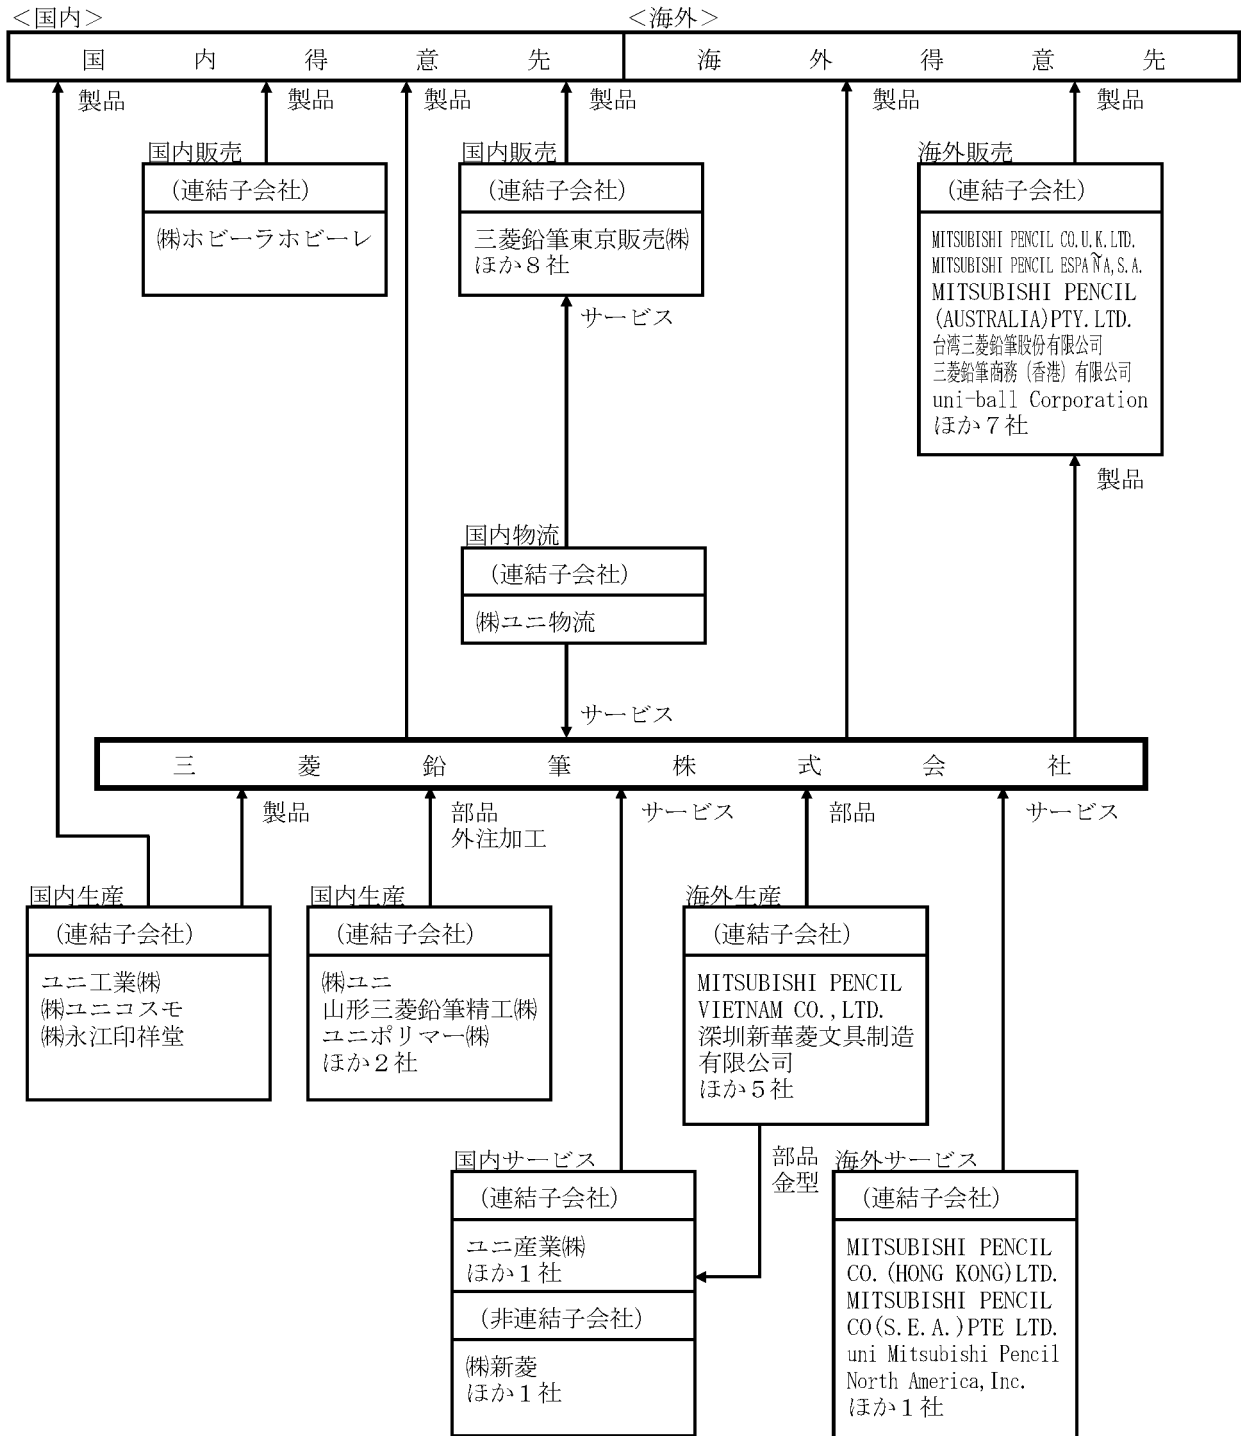 ＜国内＞
＜海外＞
国内得意先
海外得意先
製品
製品
製品
製品
製品
製品
国内販売
(連結子会社)
㈱ホビーラホビーレ
国内販売
(連結子会社)
三菱鉛筆東京販売㈱
ほか８社
サービス
海外販売
(連結子会社)
MITSUBISHI PENCIL CO.U.K.LTD.
MITSUBISHI PENCIL ESPAÑA,S.A.
MITSUBISHI PENCIL
(AUSTRALIA)PTY.LTD.
台湾三菱鉛筆股份有限公司
三菱鉛筆商務（香港）有限公司
uni-ball Corporation
ほか７社
製品
国内物流
(連結子会社)
㈱ユニ物流
サービス
三菱鉛筆株式会社
製品
部品
外注加工
サービス
部品
サービス
国内生産
(連結子会社)
ユニ工業㈱
㈱ユニコスモ
㈱永江印祥堂
国内生産
(連結子会社)
㈱ユニ
山形三菱鉛筆精工㈱
ユニポリマー㈱
ほか２社
海外生産
(連結子会社)
MITSUBISHI PENCIL
VIETNAM CO.,LTD.
深圳新華菱文具制造
有限公司
ほか５社
部品
金型
国内サービス
(連結子会社)
ユニ産業㈱
ほか１社
(非連結子会社)
㈱新菱
ほか１社
海外サービス
(連結子会社)
MITSUBISHI PENCIL
CO.(HONG KONG)LTD.
MITSUBISHI PENCIL
CO(S.E.A.)PTE LTD.
uni Mitsubishi Pencil
North America,Inc.
ほか１社